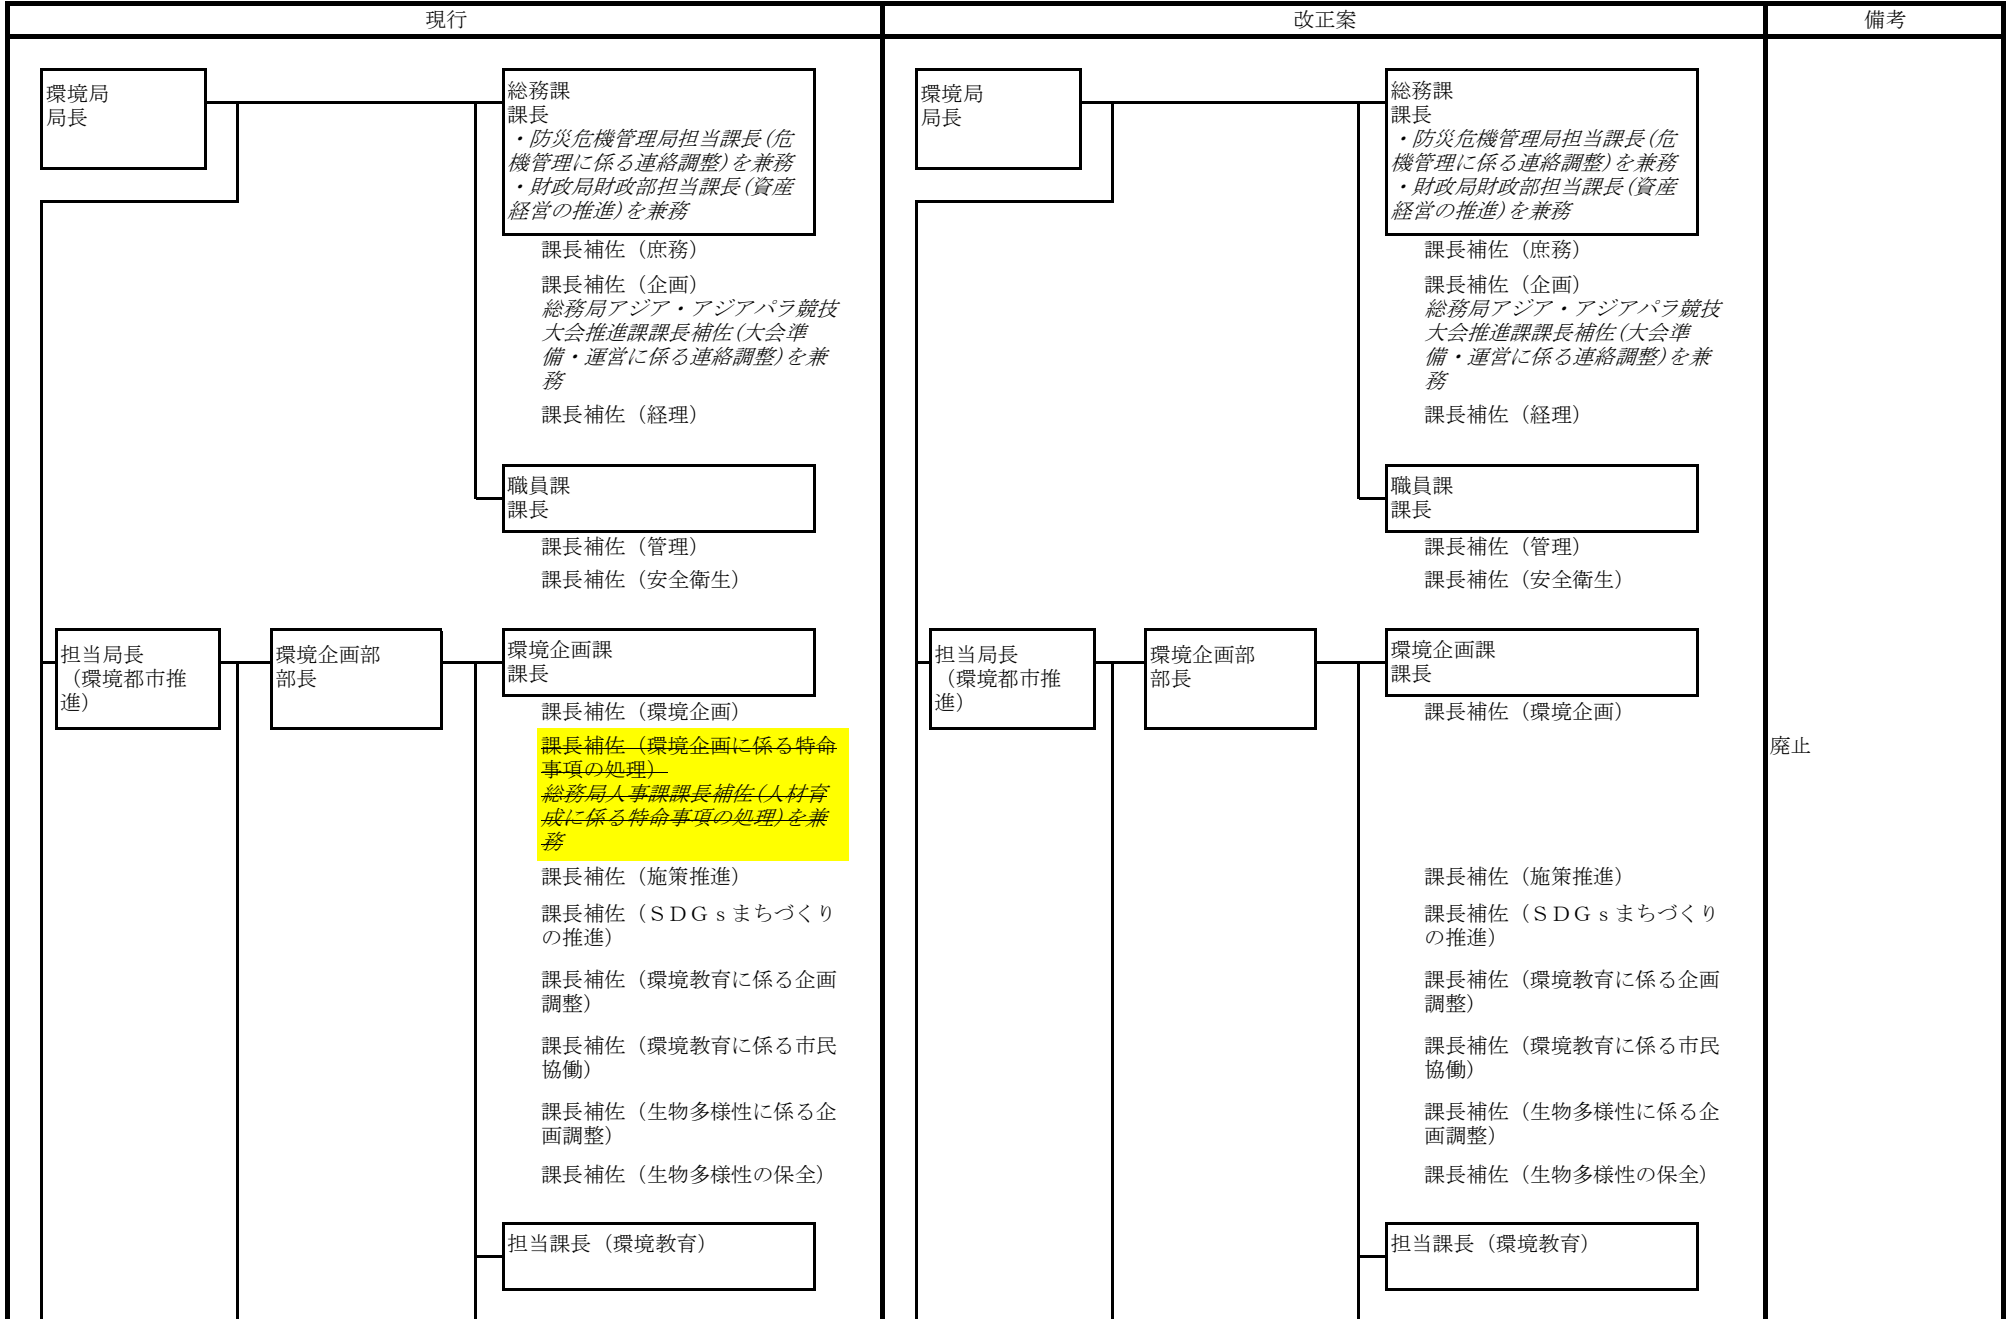 現行
改正案
備考
環境局
局長
総務課
課長
・防災危機管理局担当課長(危
機管理に係る連絡調整)を兼務
・財政局財政部担当課長(資産
経営の推進)を兼務
課長補佐（庶務）
課長補佐（企画）
総務局アジア・アジアパラ競技
大会推進課課長補佐(大会準
備・運営に係る連絡調整)を兼
務
課長補佐（経理）
職員課
課長
課長補佐（管理）
課長補佐（安全衛生）
担当局長
（環境都市推
進）
環境企画部
部長
環境企画課
課長
課長補佐（環境企画）
課長補佐（環境企画に係る特命
事項の処理）
総務局人事課課長補佐(人材育
成に係る特命事項の処理)を兼
務
課長補佐（施策推進）
課長補佐（ＳＤＧｓまちづくり
の推進）
課長補佐（環境教育に係る企画
調整）
課長補佐（環境教育に係る市民
協働）
課長補佐（生物多様性に係る企
画調整）
課長補佐（生物多様性の保全）
担当課長（環境教育）
環境局
局長
総務課
課長
・防災危機管理局担当課長(危
機管理に係る連絡調整)を兼務
・財政局財政部担当課長(資産
経営の推進)を兼務
課長補佐（庶務）
課長補佐（企画）
総務局アジア・アジアパラ競技
大会推進課課長補佐(大会準
備・運営に係る連絡調整)を兼
務
課長補佐（経理）
職員課
課長
課長補佐（管理）
課長補佐（安全衛生）
担当局長
（環境都市推
進）
環境企画部
部長
環境企画課
課長
課長補佐（環境企画）
課長補佐（施策推進）
課長補佐（ＳＤＧｓまちづくり
の推進）
課長補佐（環境教育に係る企画
調整）
課長補佐（環境教育に係る市民
協働）
課長補佐（生物多様性に係る企
画調整）
課長補佐（生物多様性の保全）
担当課長（環境教育）
廃止